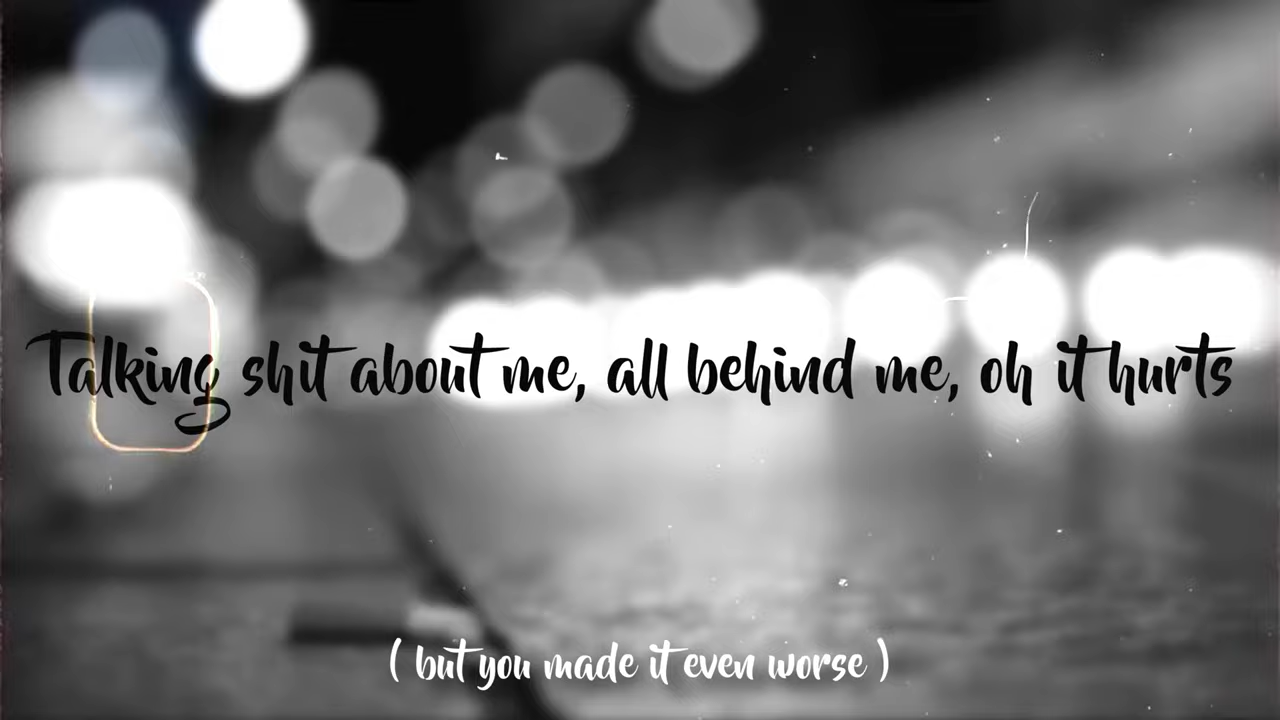 Talking shit about me, all behind me, oh it hurts
( but you made it even worse )